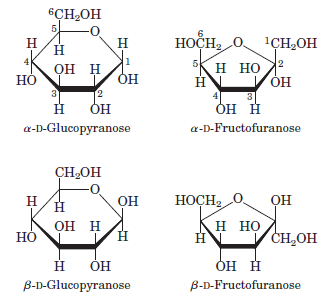 ⁶CH₂OH
5 O
H H H
4 OH H 1
HO OH
3 2
H OH
α-D-Glucopyranose
6
HOCH₂ O ¹CH₂OH
5 H HO 2
H OH
4 3
OH H
α-D-Fructofuranose
CH₂OH
O
H H OH
OH H
HO H
H OH
β-D-Glucopyranose
HOCH₂ O OH
H H HO
CH₂OH
OH H
β-D-Fructofuranose